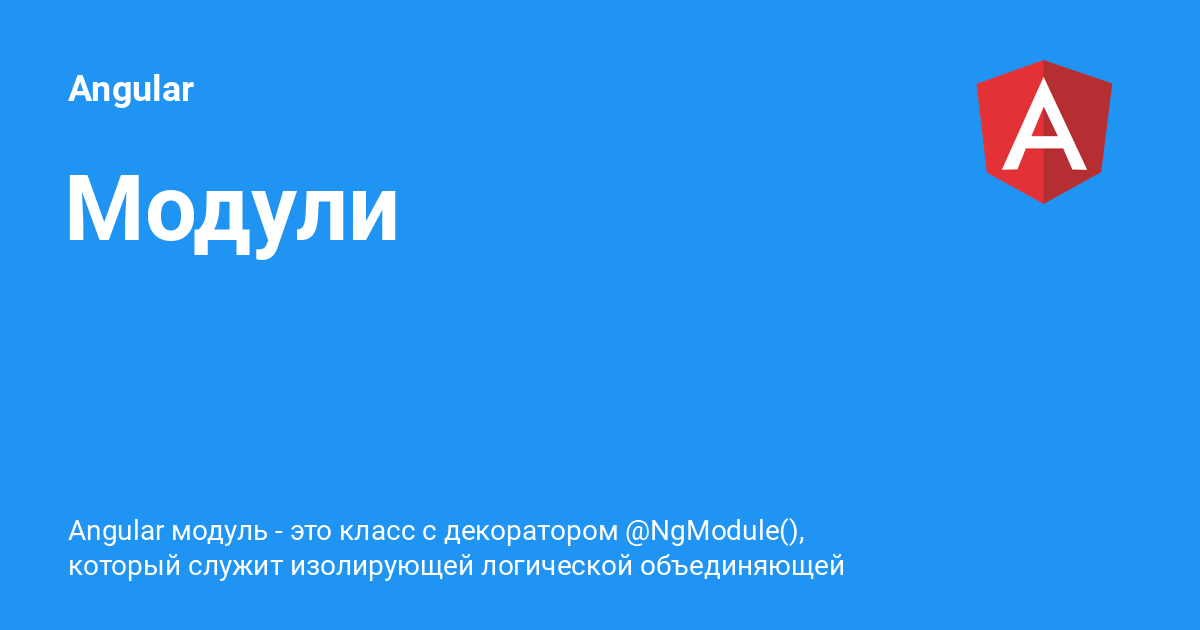 Angular
Модули
Angular модуль - это класс с декоратором @NgModule(),
который служит изолирующей логической объединяющей